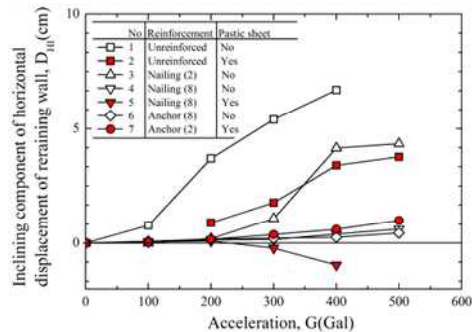 No Reinforcement Pastic sheet
1 Unreinforced No
2 Unreinforced Yes
3 Nailing (2) No
4 Nailing (8) No
5 Nailing (8) Yes
6 Anchor (8) No
7 Anchor (2) Yes
Inclining component of horizontal
displacement of reraining wall, D_HI(cm)
10
5
0
0 100 200 300 400 500 600
Acceleration, G(Gal)